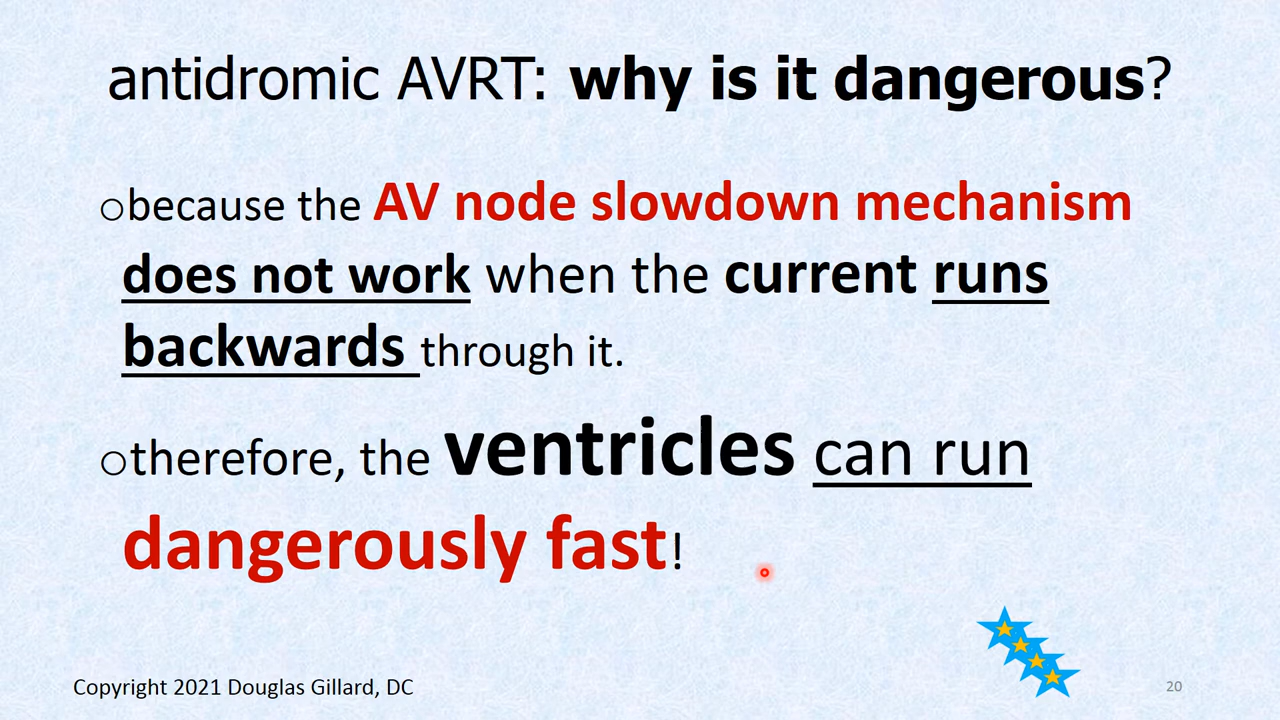 antidromic AVRT: why is it dangerous?
○because the AV node slowdown mechanism
does not work when the current runs
backwards through it.
○therefore, the ventricles can run
dangerously fast!
Copyright 2021 Douglas Gillard, DC
20